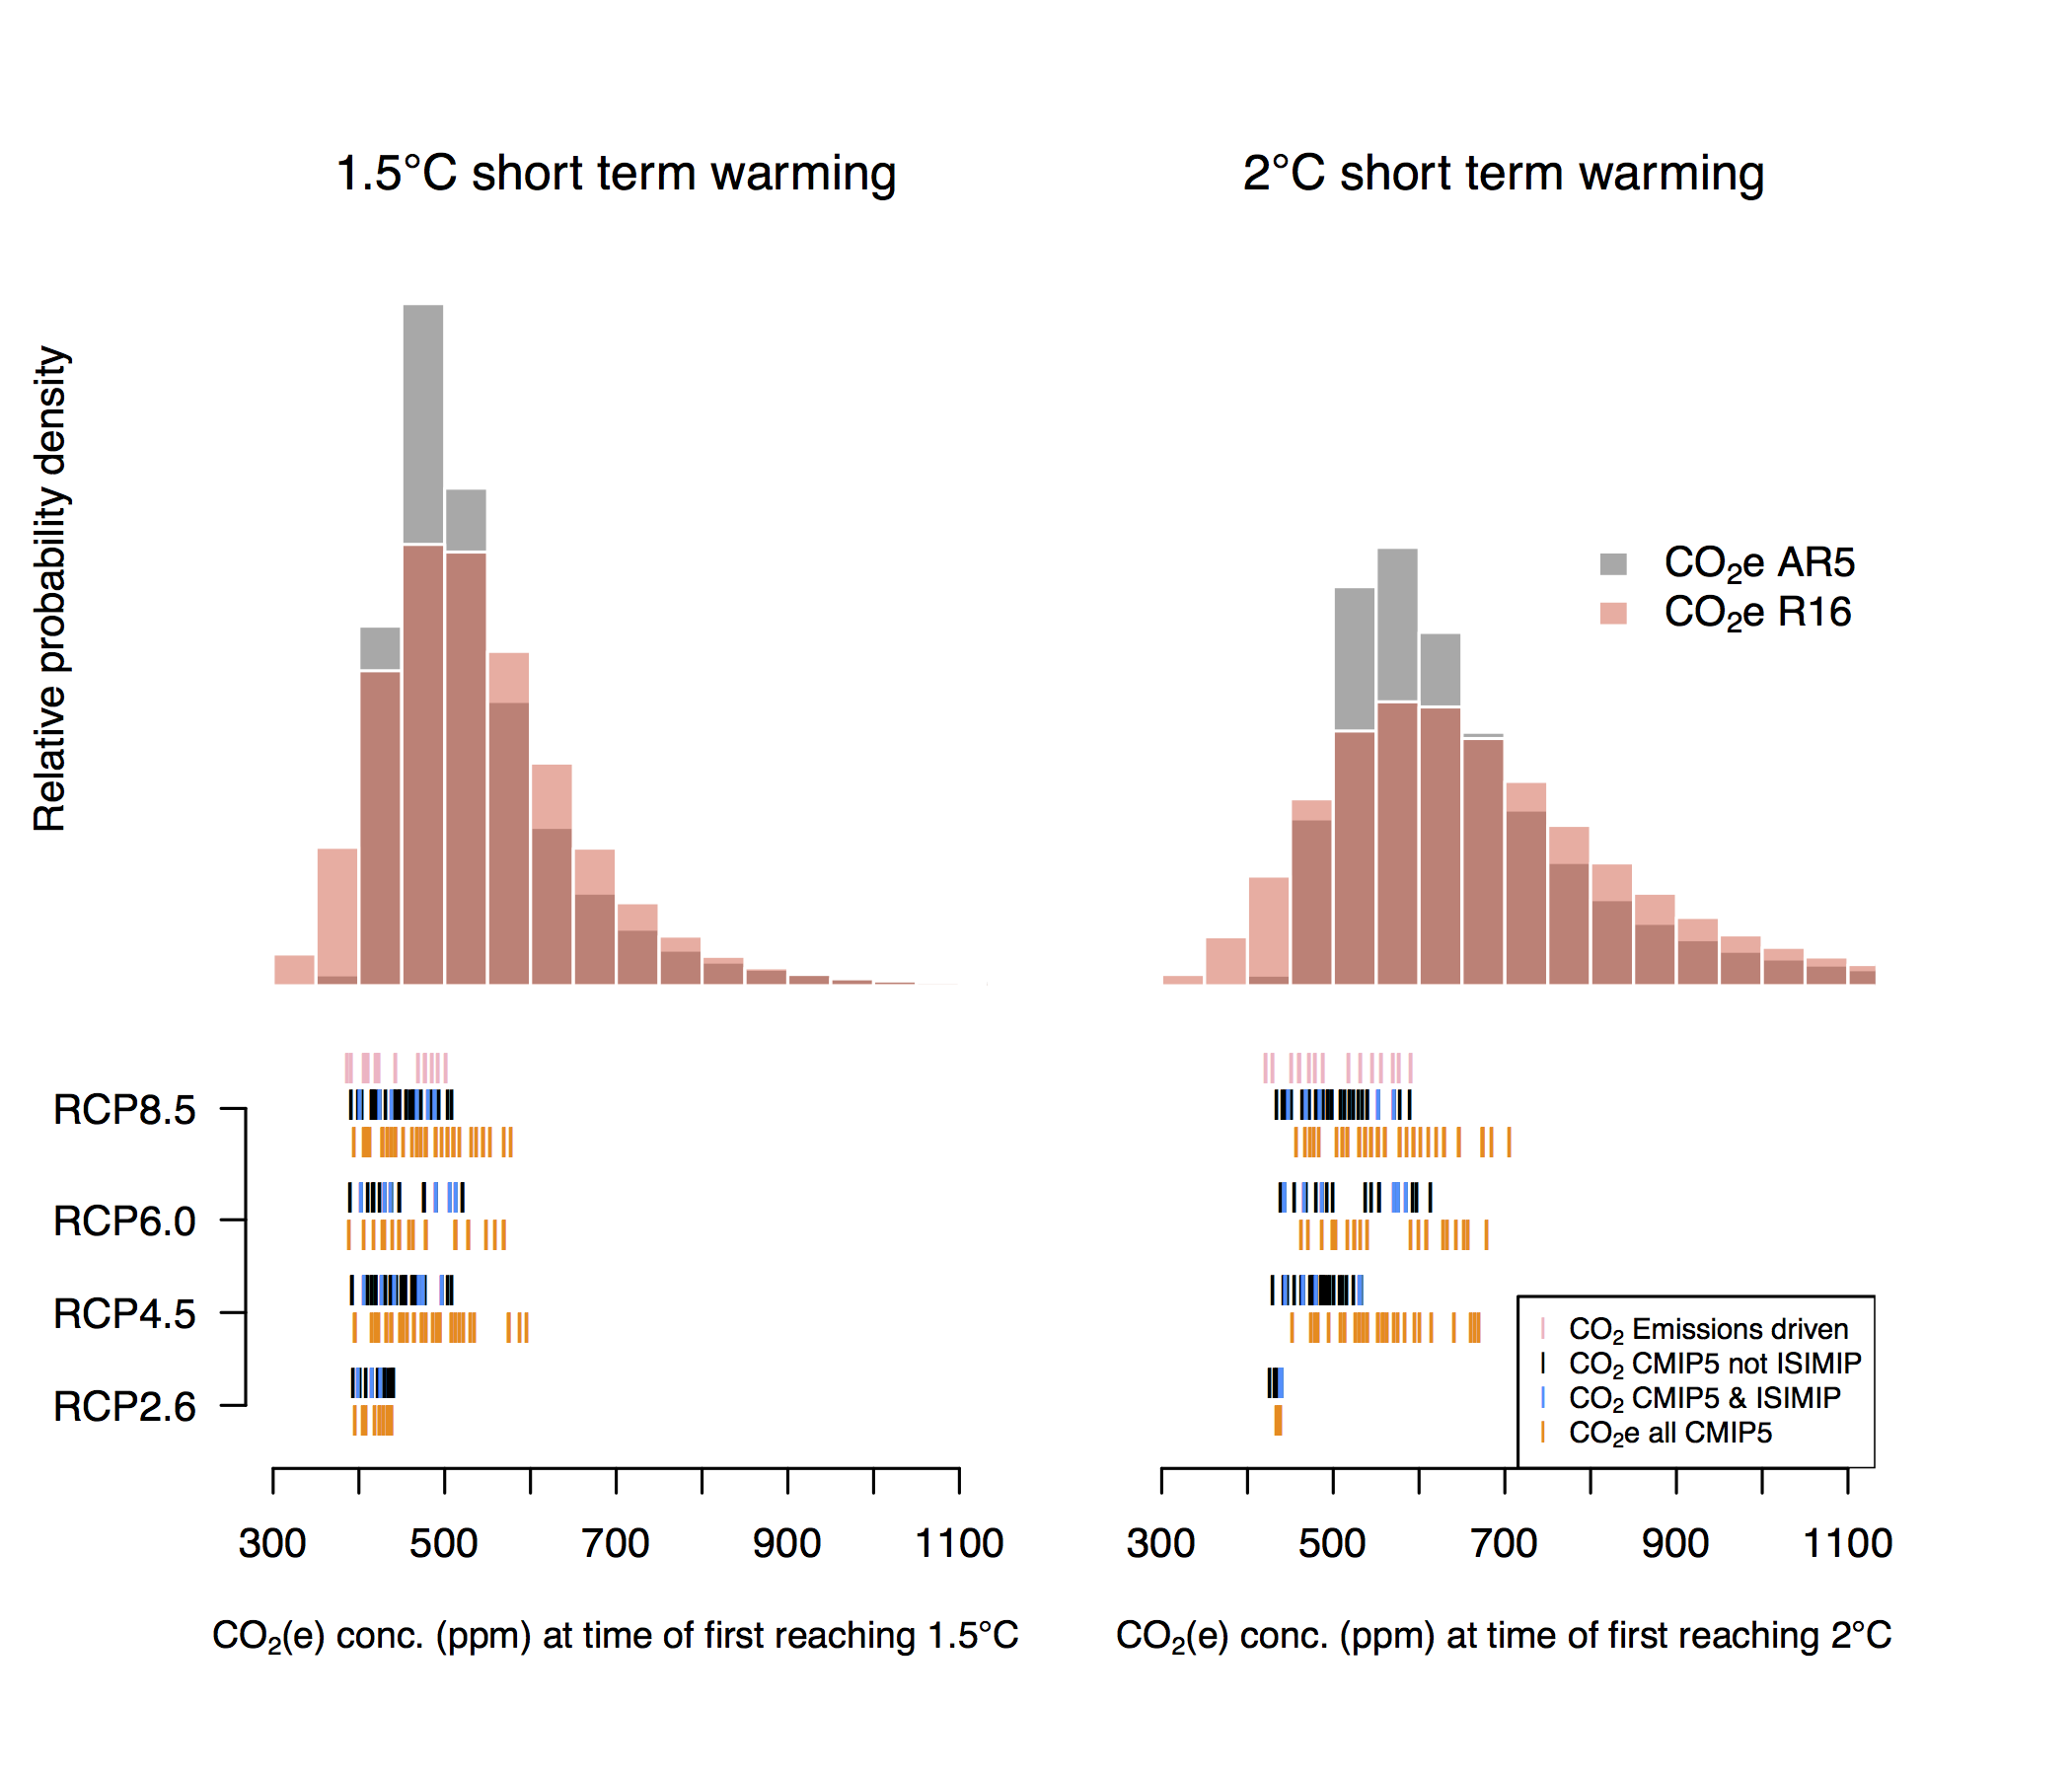 1.5°C short term warming
2°C short term warming
Relative probability density
CO₂e AR5
CO₂e R16
RCP8.5
RCP6.0
RCP4.5
RCP2.6
CO₂ Emissions driven
CO₂ CMIP5 not ISIMIP
CO₂ CMIP5 & ISIMIP
CO₂e all CMIP5
300 500 700 900 1100
300 500 700 900 1100
CO₂(e) conc. (ppm) at time of first reaching 1.5°C
CO₂(e) conc. (ppm) at time of first reaching 2°C